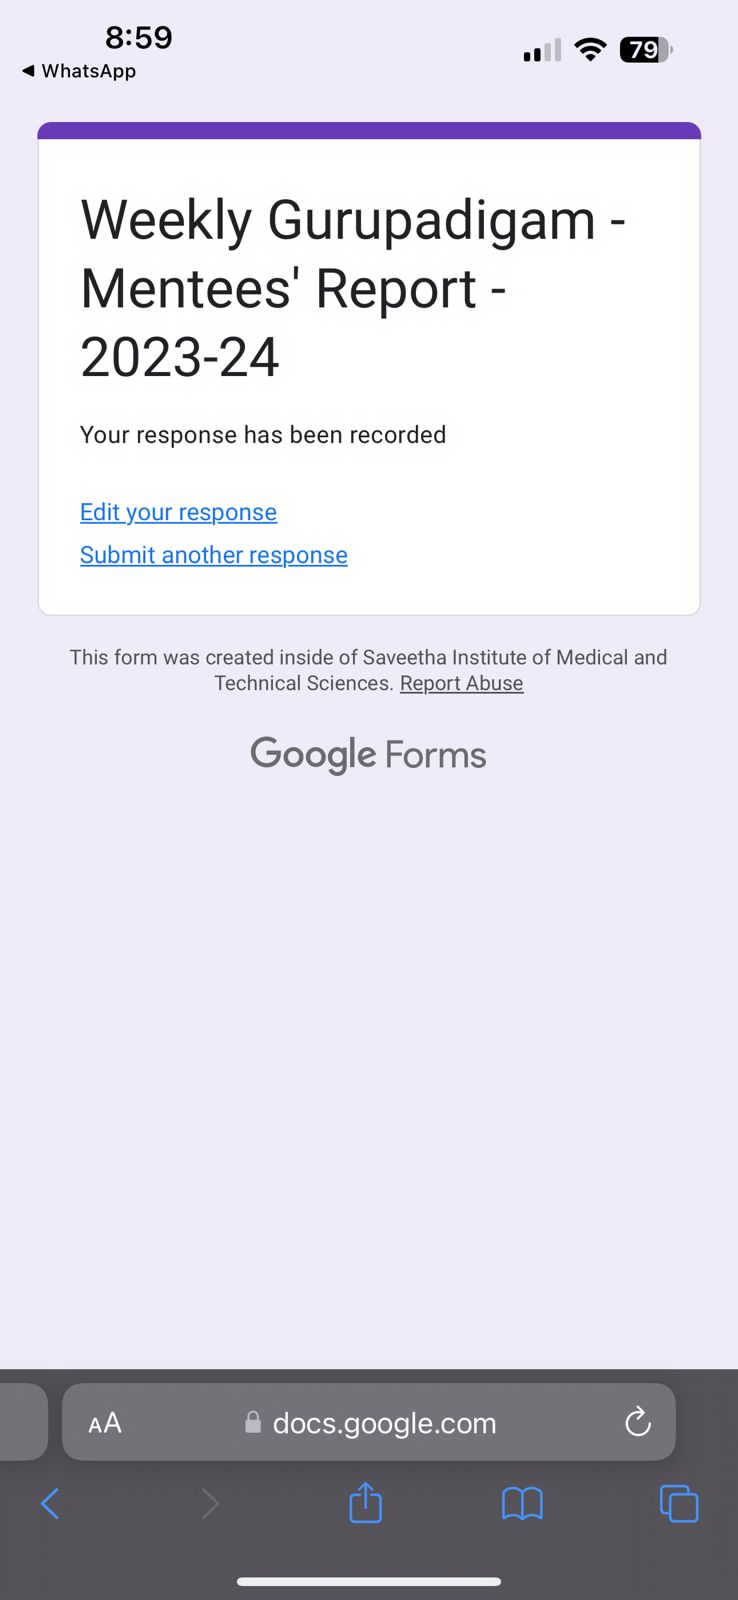 8:59
79
◀ WhatsApp
Weekly Gurupadigam -
Mentees' Report -
2023-24
Your response has been recorded
Edit your response
Submit another response
This form was created inside of Saveetha Institute of Medical and
Technical Sciences. Report Abuse
Google Forms
AA docs.google.com